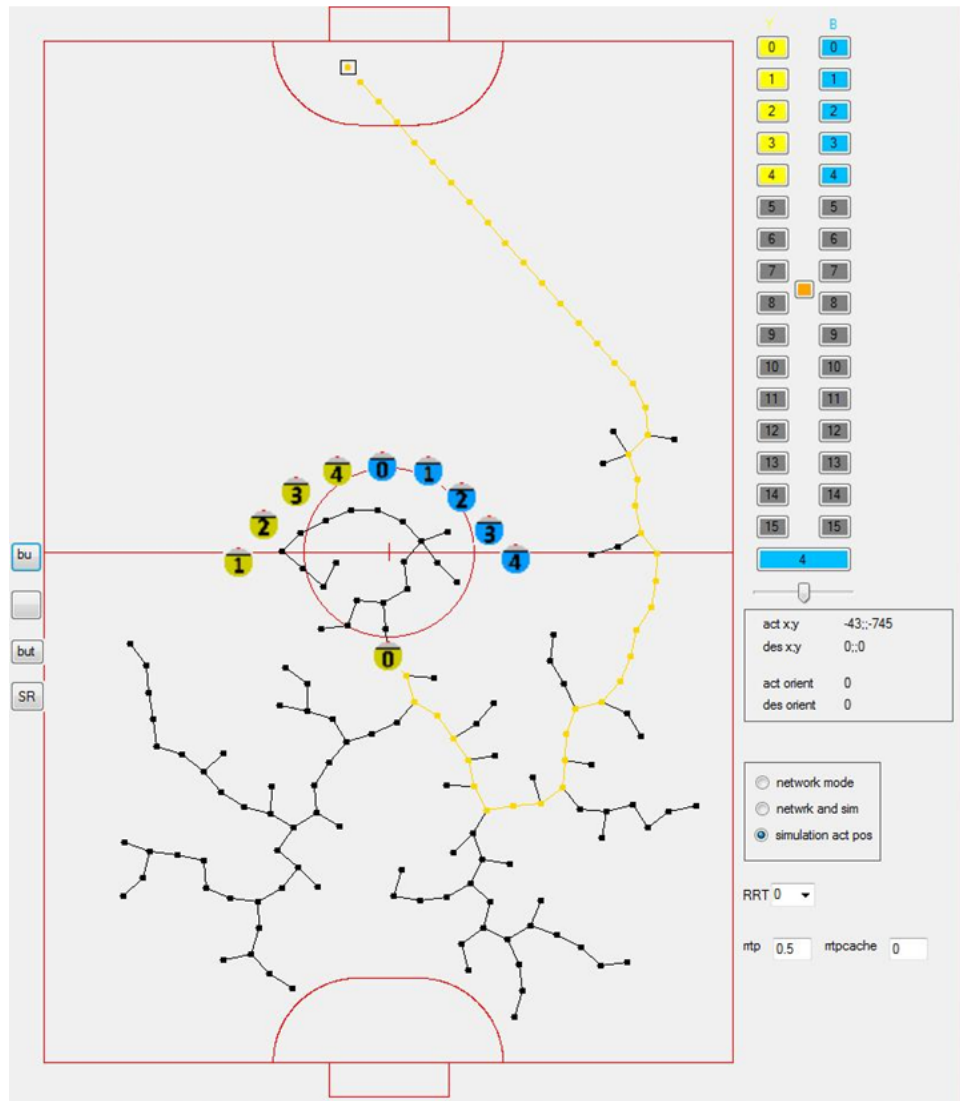 Y B
0 0
1 1
2 2
3 3
4 4
5 5
6 6
7 7
8 8
9 9
10 10
11 11
12 12
13 13
14 14
15 15
4
4 0 1
3 2
2 3
1 4
0
bu
but
SR
act x;y -43;;-745
des x;y 0;;0
act orient 0
des orient 0
network mode
netwrk and sim
simulation act pos
RRT 0
rrtp 0.5 rrtpcache 0